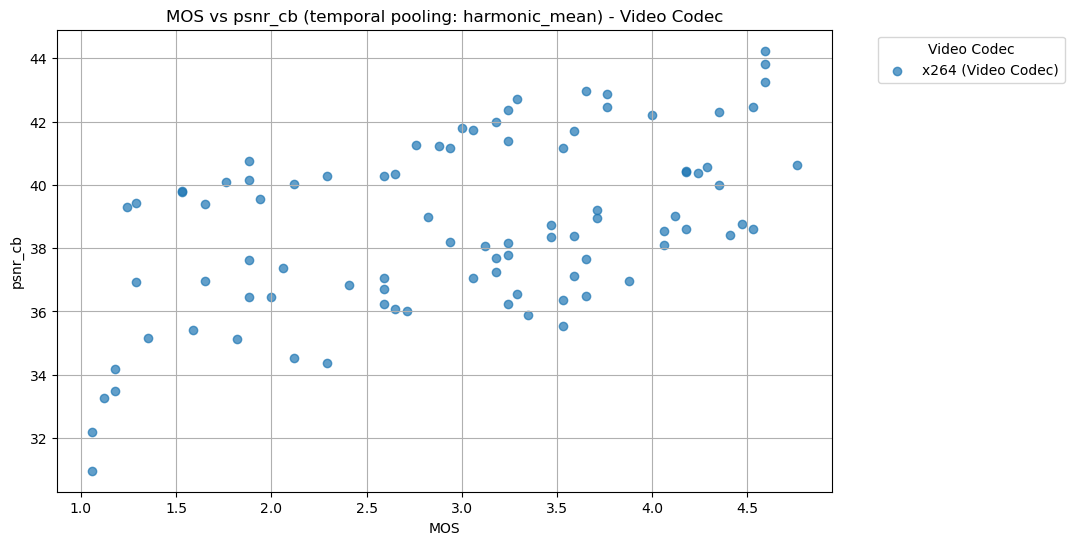 MOS vs psnr_cb (temporal pooling: harmonic_mean) - Video Codec
Video Codec
x264 (Video Codec)
psnr_cb
44
42
40
38
36
34
32
1.0 1.5 2.0 2.5 3.0 3.5 4.0 4.5
MOS